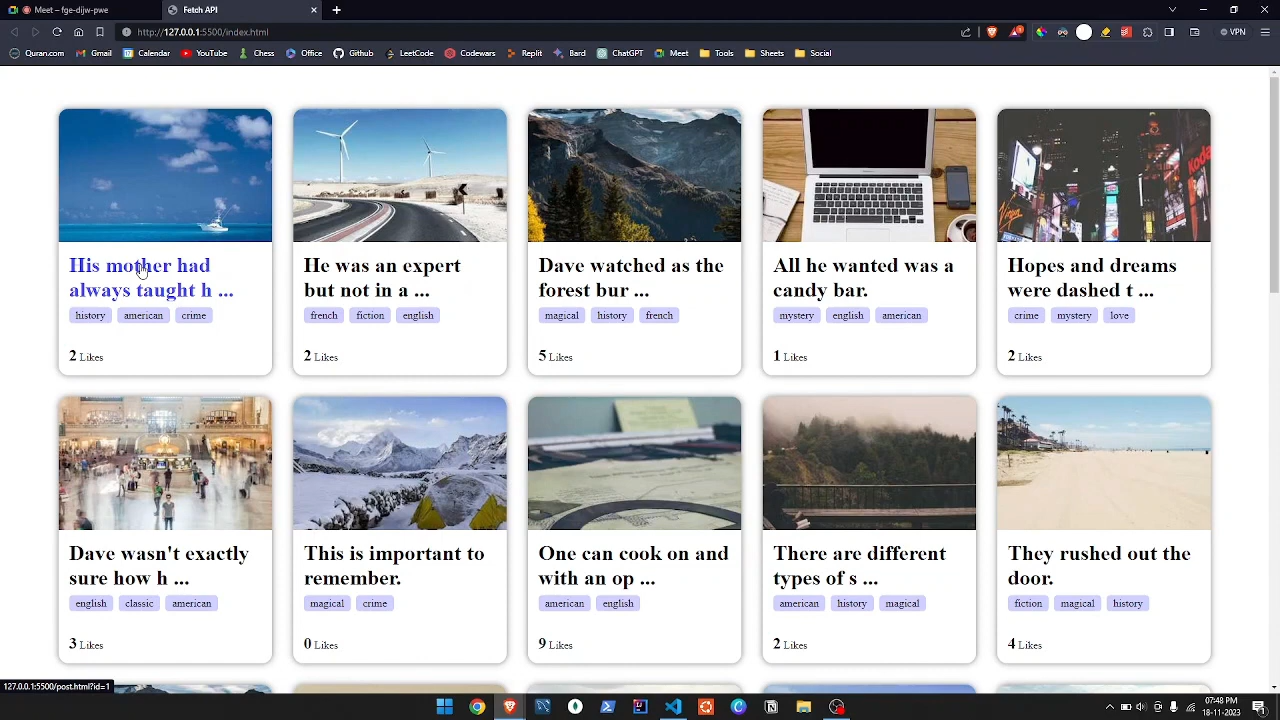 Meet – fge-dijw-pwe
Fetch API
http://127.0.0.1:5500/index.html
VPN
Quran.com Gmail Calendar YouTube Chess Office Github LeetCode Codewars Replit Bard ChatGPT Meet Tools Sheets Social
Kodak
Virgin
His mother had
always taught h ...
history american crime
2 Likes
He was an expert
but not in a ...
french fiction english
2 Likes
Dave watched as the
forest bur ...
magical history french
5 Likes
All he wanted was a
candy bar.
mystery english american
1 Likes
Hopes and dreams
were dashed t ...
crime mystery love
2 Likes
Dave wasn't exactly
sure how h ...
english classic american
3 Likes
This is important to
remember.
magical crime
0 Likes
One can cook on and
with an op ...
american english
9 Likes
There are different
types of s ...
american history magical
2 Likes
They rushed out the
door.
fiction magical history
4 Likes
127.0.0.1:5500/post.html?id=1
07:48 PM
18-11-2023